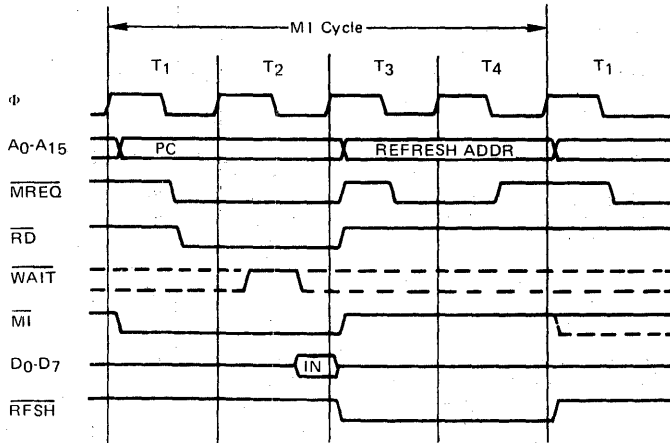 M1 Cycle
T1 T2 T3 T4 T1
Φ
A0-A15 PC REFRESH ADDR
MREQ
RD
WAIT
MI
D0-D7 IN
RFSH